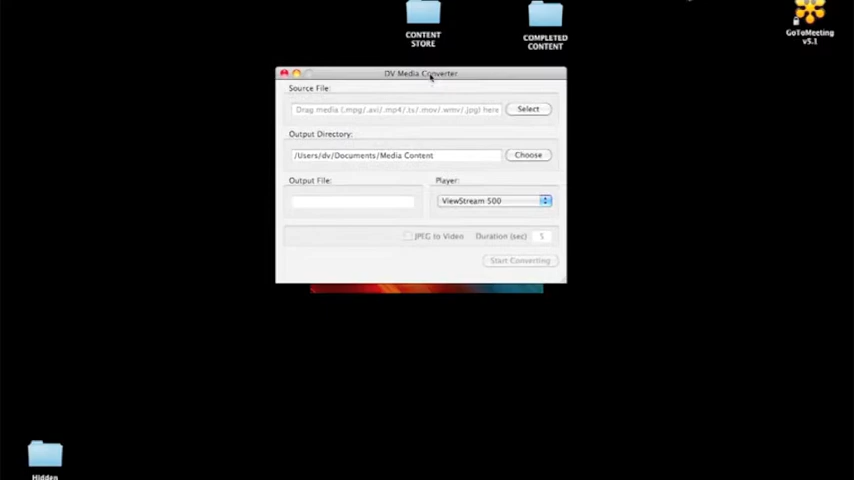 CONTENT
STORE
COMPLETED
CONTENT
GoToMeeting
v5.1
DV Media Converter
Source File:
Drag media (.mpg/.avi/.mp4/.ts/.mov/.wmv/.jpg) here
Select
Output Directory:
/Users/dv/Documents/Media Content
Choose
Output File:
Player:
ViewStream 500
JPEG to Video
Duration (sec)
5
Start Converting
Hidden